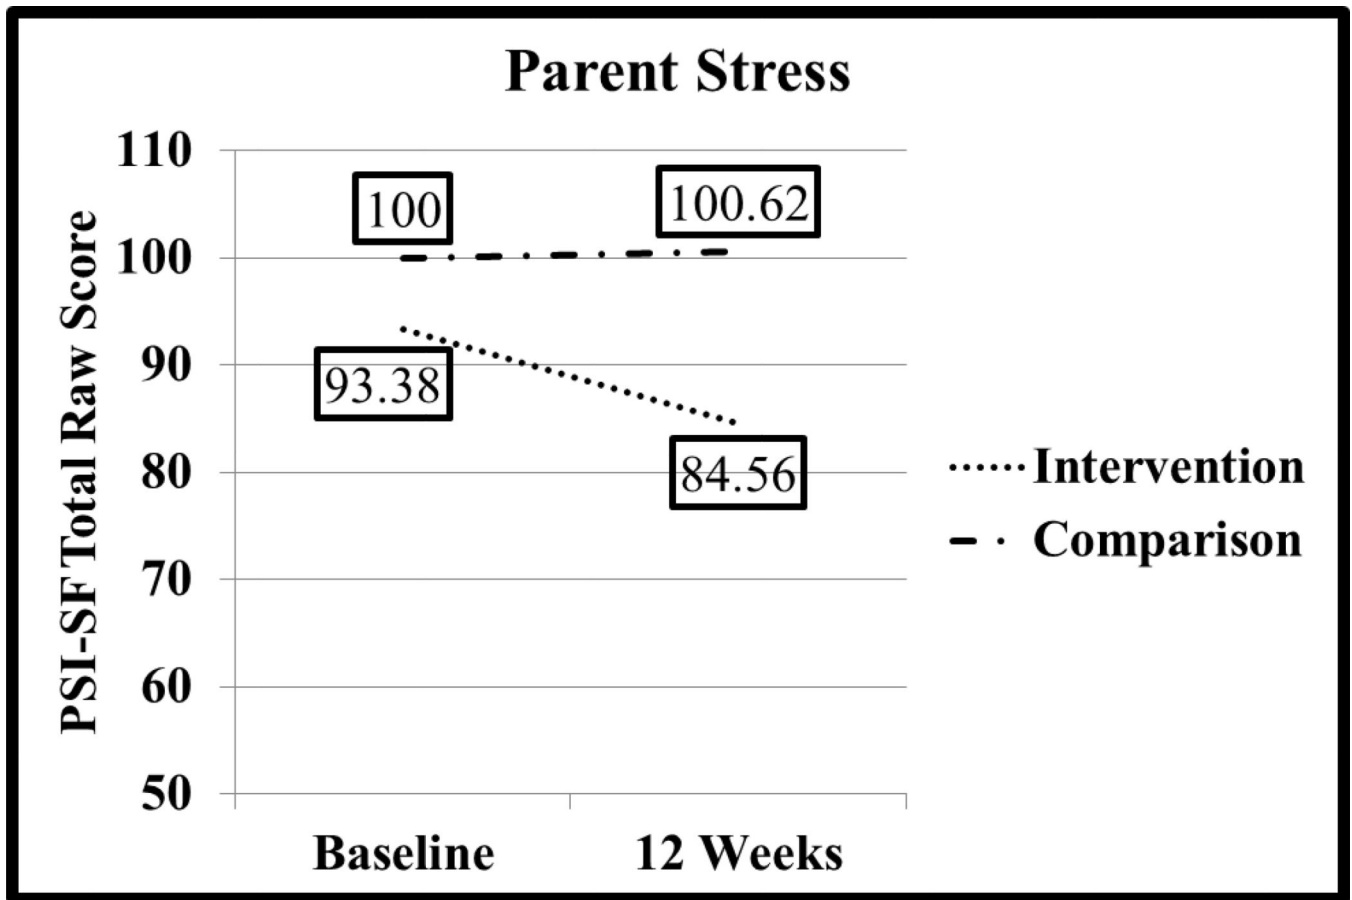 Parent Stress
PSI-SF Total Raw Score
110
100
90
80
70
60
50
100
100.62
93.38
84.56
Intervention
Comparison
Baseline
12 Weeks